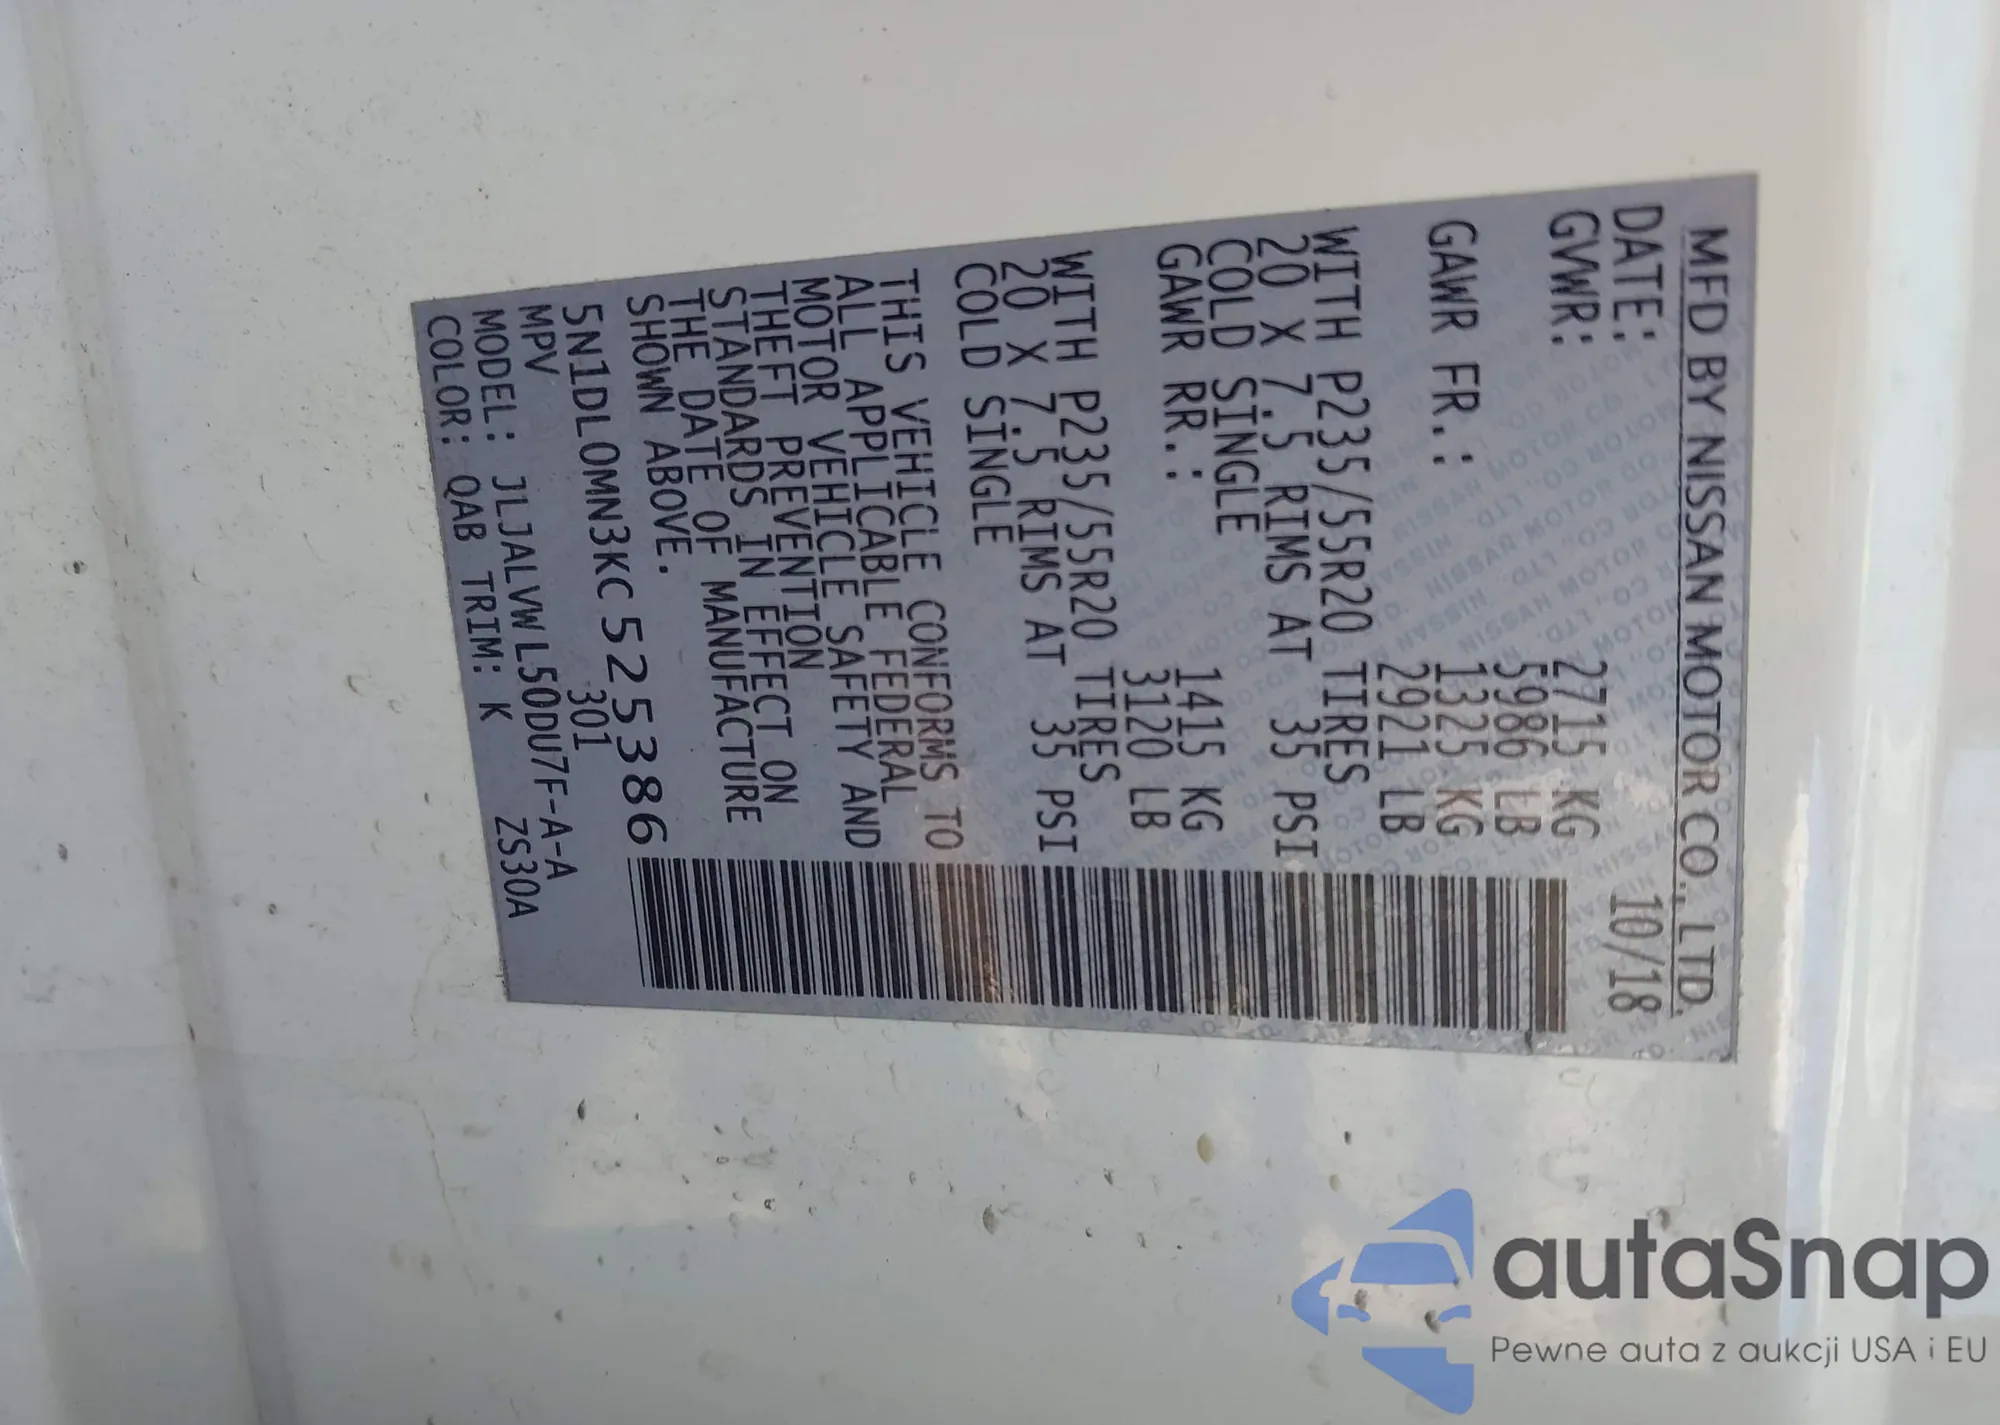 MFD BY NISSAN MOTOR CO., LTD.
DATE: 10/18
GVWR: 2715 KG
5986 LB
GAWR FR.: 1325 KG
2921 LB
WITH P235/55R20 TIRES
20 X 7.5 RIMS AT 35 PSI
COLD SINGLE
GAWR RR.: 1415 KG
3120 LB
WITH P235/55R20 TIRES
20 X 7.5 RIMS AT 35 PSI
COLD SINGLE
THIS VEHICLE CONFORMS TO
ALL APPLICABLE FEDERAL
MOTOR VEHICLE SAFETY AND
THEFT PREVENTION
STANDARDS IN EFFECT ON
THE DATE OF MANUFACTURE
SHOWN ABOVE.
5N1DL0MN3KC 525386
MPV 301
MODEL: JLJALVWL50DU7F-A-A
COLOR: QAB TRIM: K ZS30A
autaSnap
Pewne auta z aukcji USA i EU